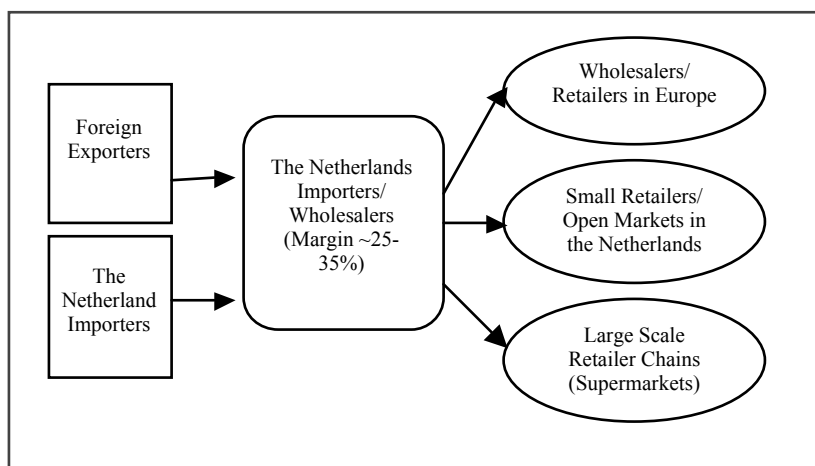 Foreign
Exporters
The
Netherland
Importers
The Netherlands
Importers/
Wholesalers
(Margin ~25-
35%)
Wholesalers/
Retailers in Europe
Small Retailers/
Open Markets in
the Netherlands
Large Scale
Retailer Chains
(Supermarkets)